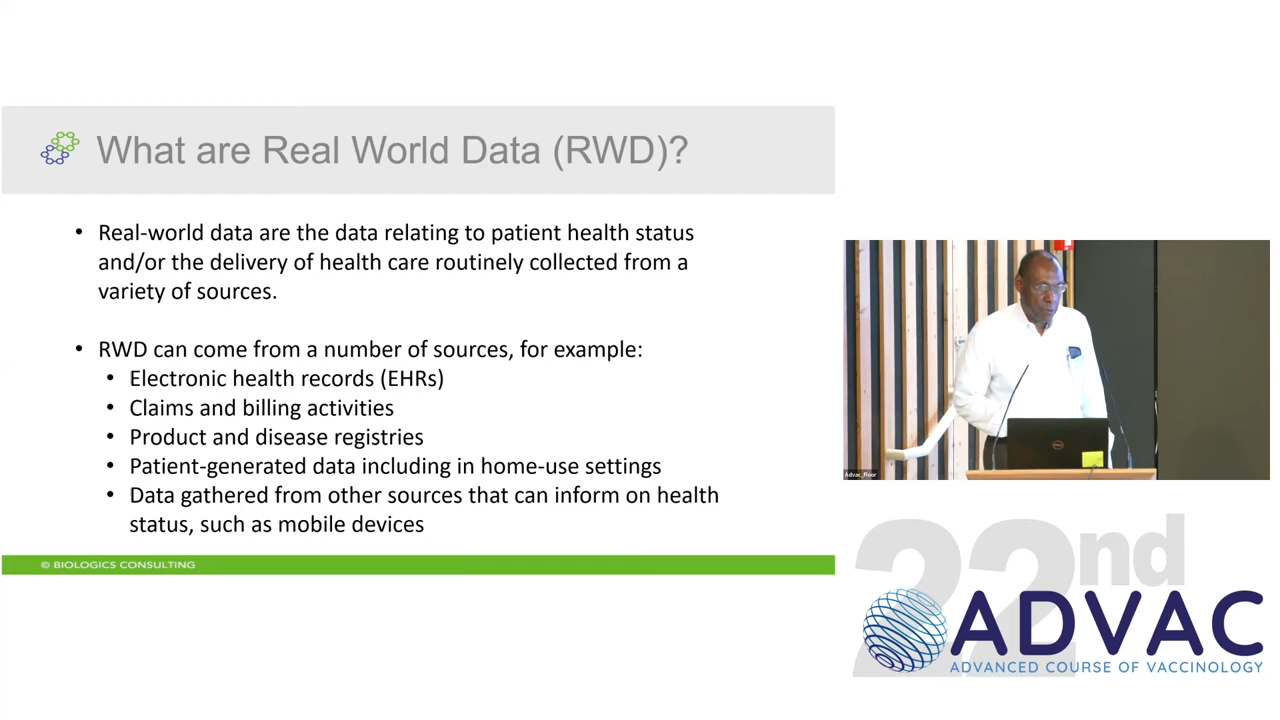 What are Real World Data (RWD)?
• Real-world data are the data relating to patient health status
and/or the delivery of health care routinely collected from a
variety of sources.
• RWD can come from a number of sources, for example:
• Electronic health records (EHRs)
• Claims and billing activities
• Product and disease registries
• Patient-generated data including in home-use settings
• Data gathered from other sources that can inform on health
status, such as mobile devices
© BIOLOGICS CONSULTING
Advac_Floor
22nd
ADVAC
ADVANCED COURSE OF VACCINOLOGY